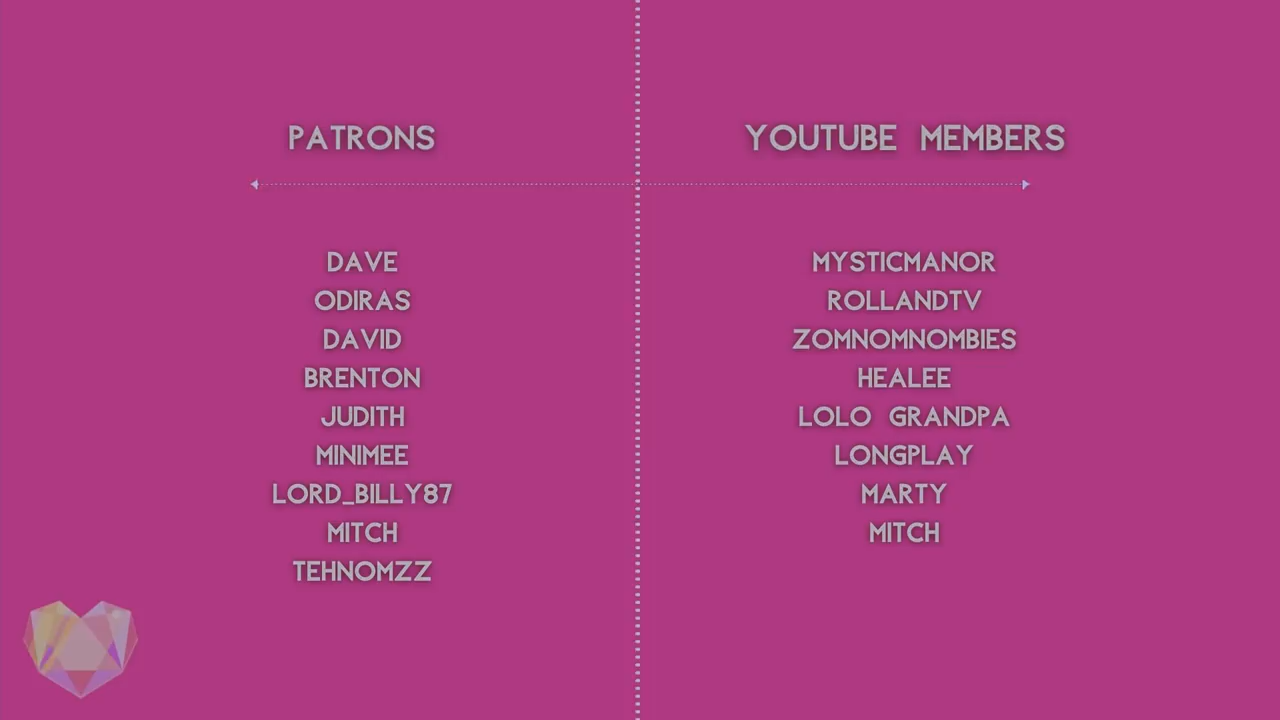 PATRONS
YOUTUBE MEMBERS
DAVE
ODIRAS
DAVID
BRENTON
JUDITH
MINIMEE
LORD_BILLY87
MITCH
TEHNOMZZ
MYSTICMANOR
ROLLANDTV
ZOMNOMNOMBIES
HEALEE
LOLO GRANDPA
LONGPLAY
MARTY
MITCH